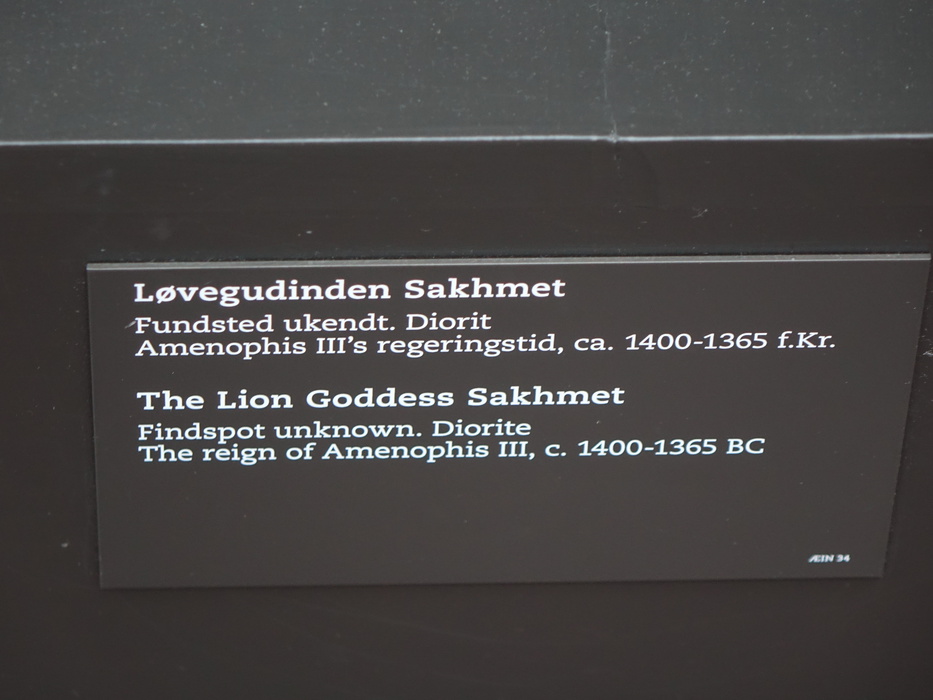 Løvegudinden Sakhmet
Fundsted ukendt. Diorit
Amenophis III's regeringstid, ca. 1400-1365 f.Kr.
The Lion Goddess Sakhmet
Findspot unknown. Diorite
The reign of Amenophis III, c. 1400-1365 BC
ÆIN 34